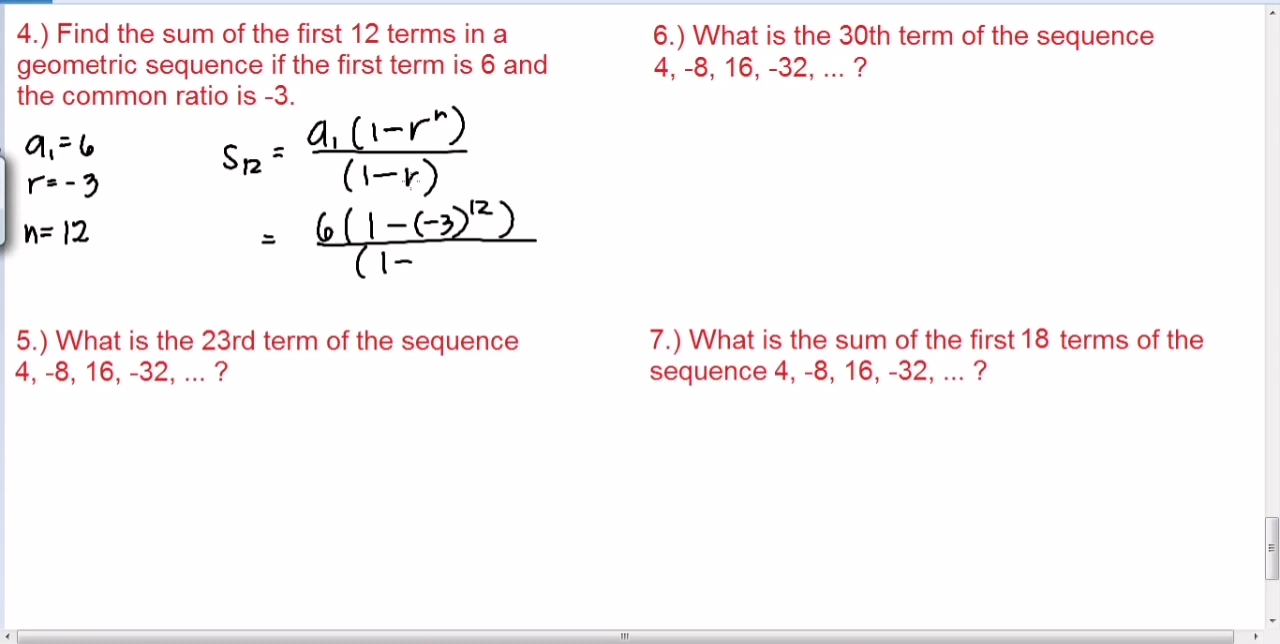 4.) Find the sum of the first 12 terms in a
geometric sequence if the first term is 6 and
the common ratio is -3.
a₁ = 6
r = -3
n = 12
S₁₂ = a₁(1-rⁿ)
(1-r)
= 6(1-(-3)¹²)
(1-
5.) What is the 23rd term of the sequence
4, -8, 16, -32, ... ?
6.) What is the 30th term of the sequence
4, -8, 16, -32, ... ?
7.) What is the sum of the first 18 terms of the
sequence 4, -8, 16, -32, ... ?